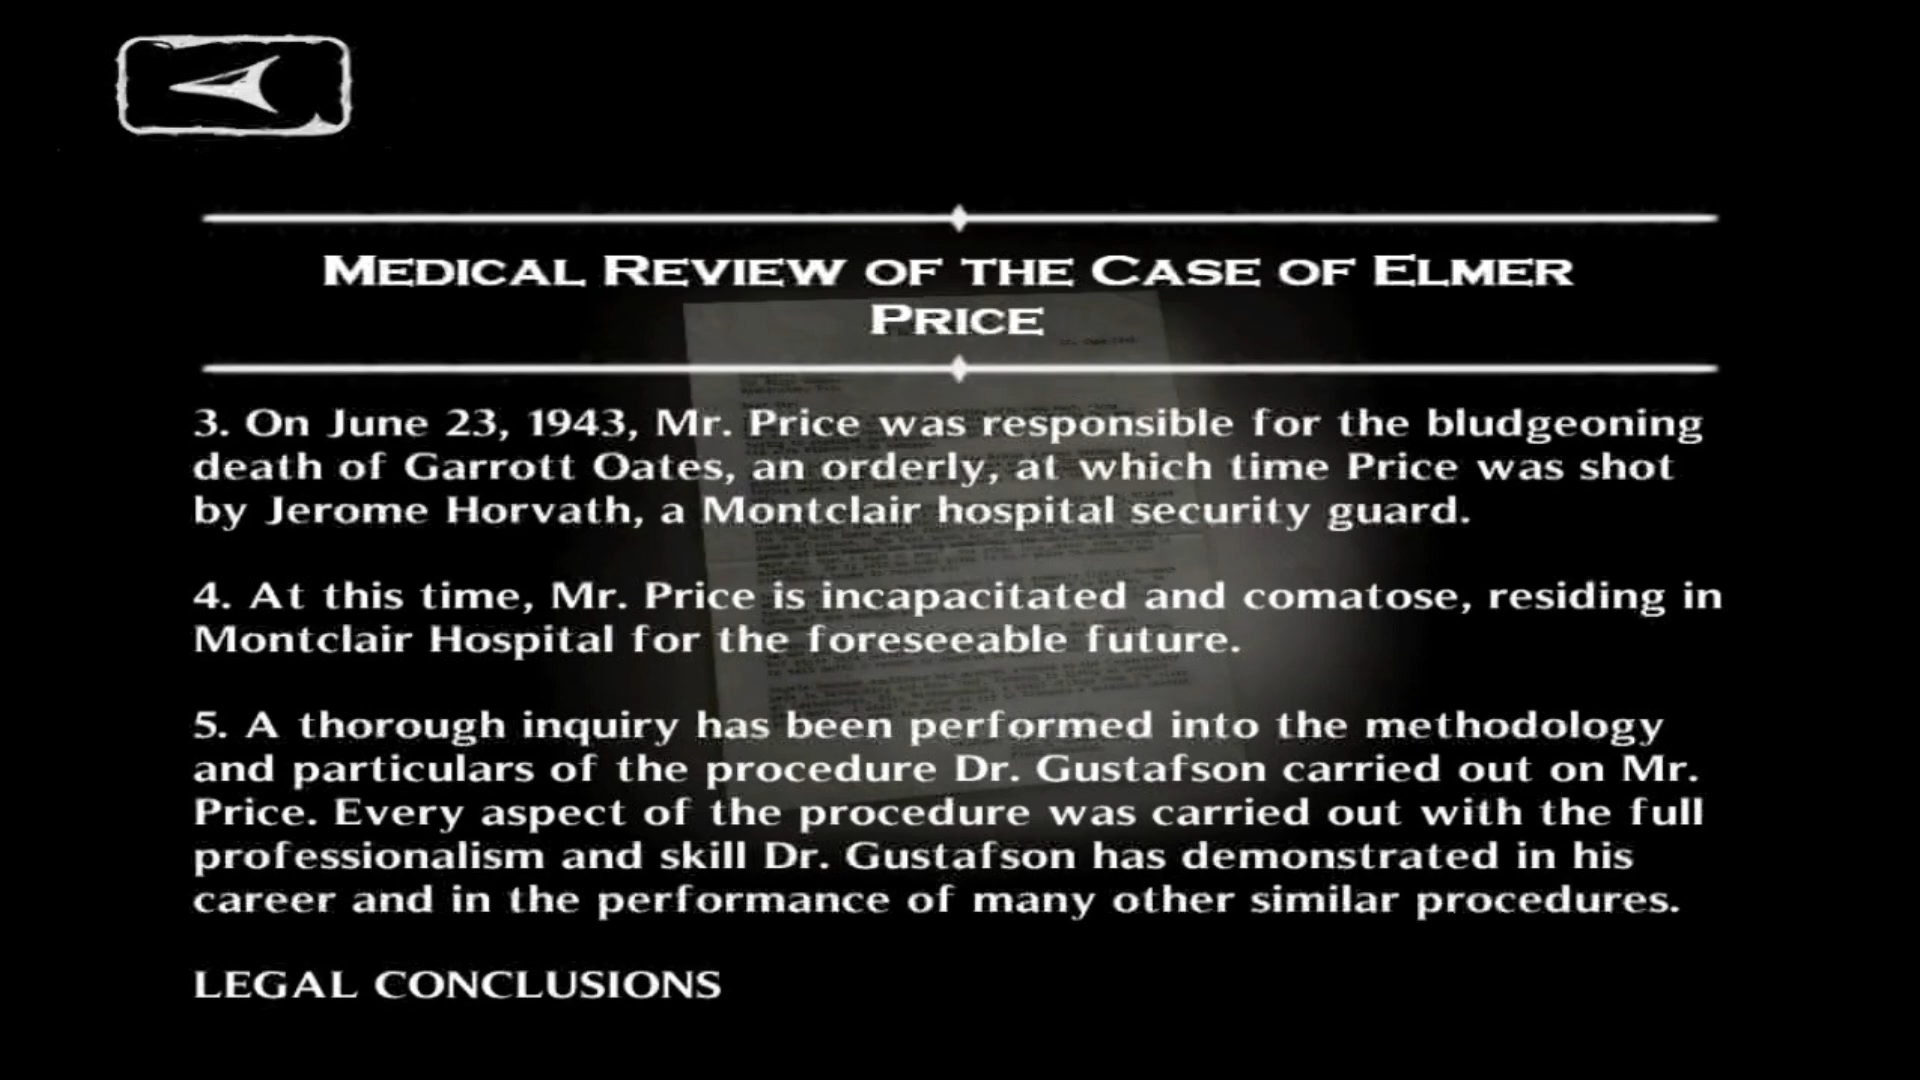 MEDICAL REVIEW OF THE CASE OF ELMER
PRICE
3. On June 23, 1943, Mr. Price was responsible for the bludgeoning
death of Garrott Oates, an orderly, at which time Price was shot
by Jerome Horvath, a Montclair hospital security guard.
4. At this time, Mr. Price is incapacitated and comatose, residing in
Montclair Hospital for the foreseeable future.
5. A thorough inquiry has been performed into the methodology
and particulars of the procedure Dr. Gustafson carried out on Mr.
Price. Every aspect of the procedure was carried out with the full
professionalism and skill Dr. Gustafson has demonstrated in his
career and in the performance of many other similar procedures.
LEGAL CONCLUSIONS